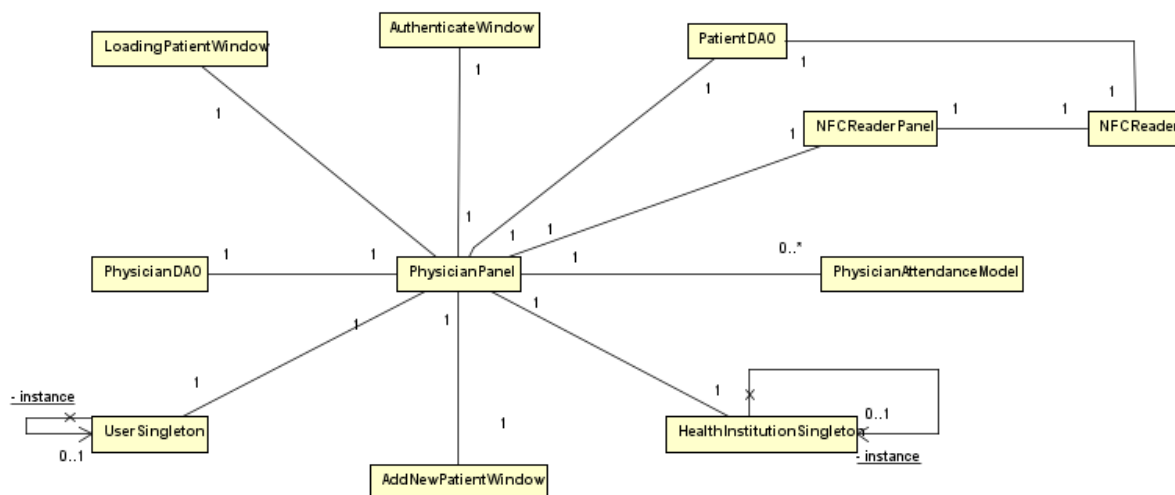 AuthenticateWindow
LoadingPatientWindow
PatientDAO
1
1
1
1
1
1
1
NFCReaderPanel
NFCReader
1
1
1
1
0..*
1
1
1
PhysicianDAO
PhysicianPanel
PhysicianAttendanceModel
1
1
1
1
1
- instance
0..1
UserSingleton
1
HealthInstitutionSingleton
0..1
- instance
AddNewPatientWindow